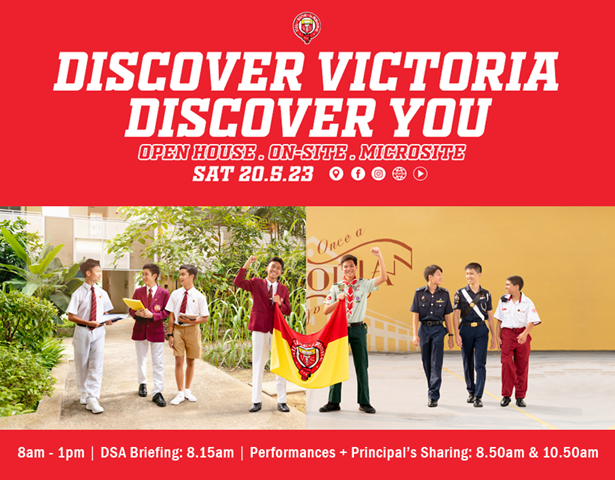 DISCOVER VICTORIA
DISCOVER YOU
OPEN HOUSE . ON-SITE . MICROSITE
SAT 20.5.23
Once a
8am - 1pm | DSA Briefing: 8.15am | Performances + Principal's Sharing: 8.50am & 10.50am